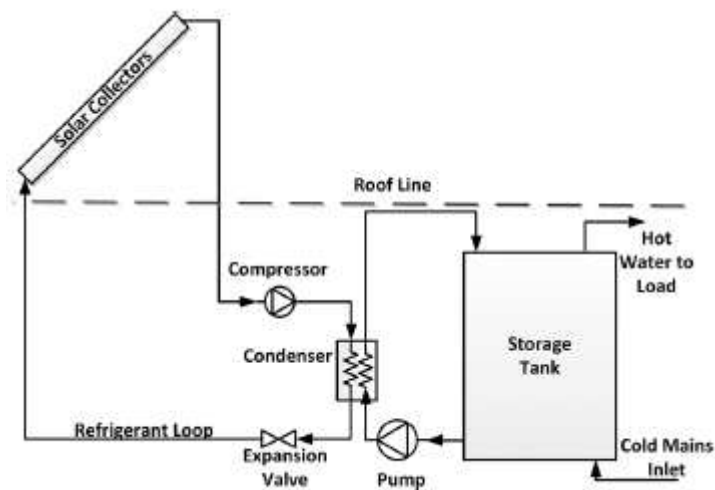 Solar Collectors
Roof Line
Hot
Water to
Load
Compressor
Condenser
Storage
Tank
Refrigerant Loop
Expansion
Valve
Pump
Cold Mains
Inlet